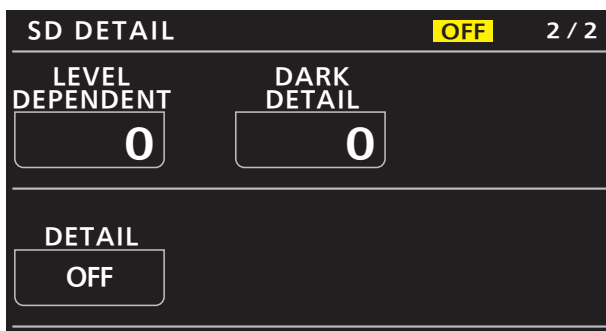 SD DETAIL OFF 2/2
LEVEL DEPENDENT
0
DARK DETAIL
0
DETAIL
OFF